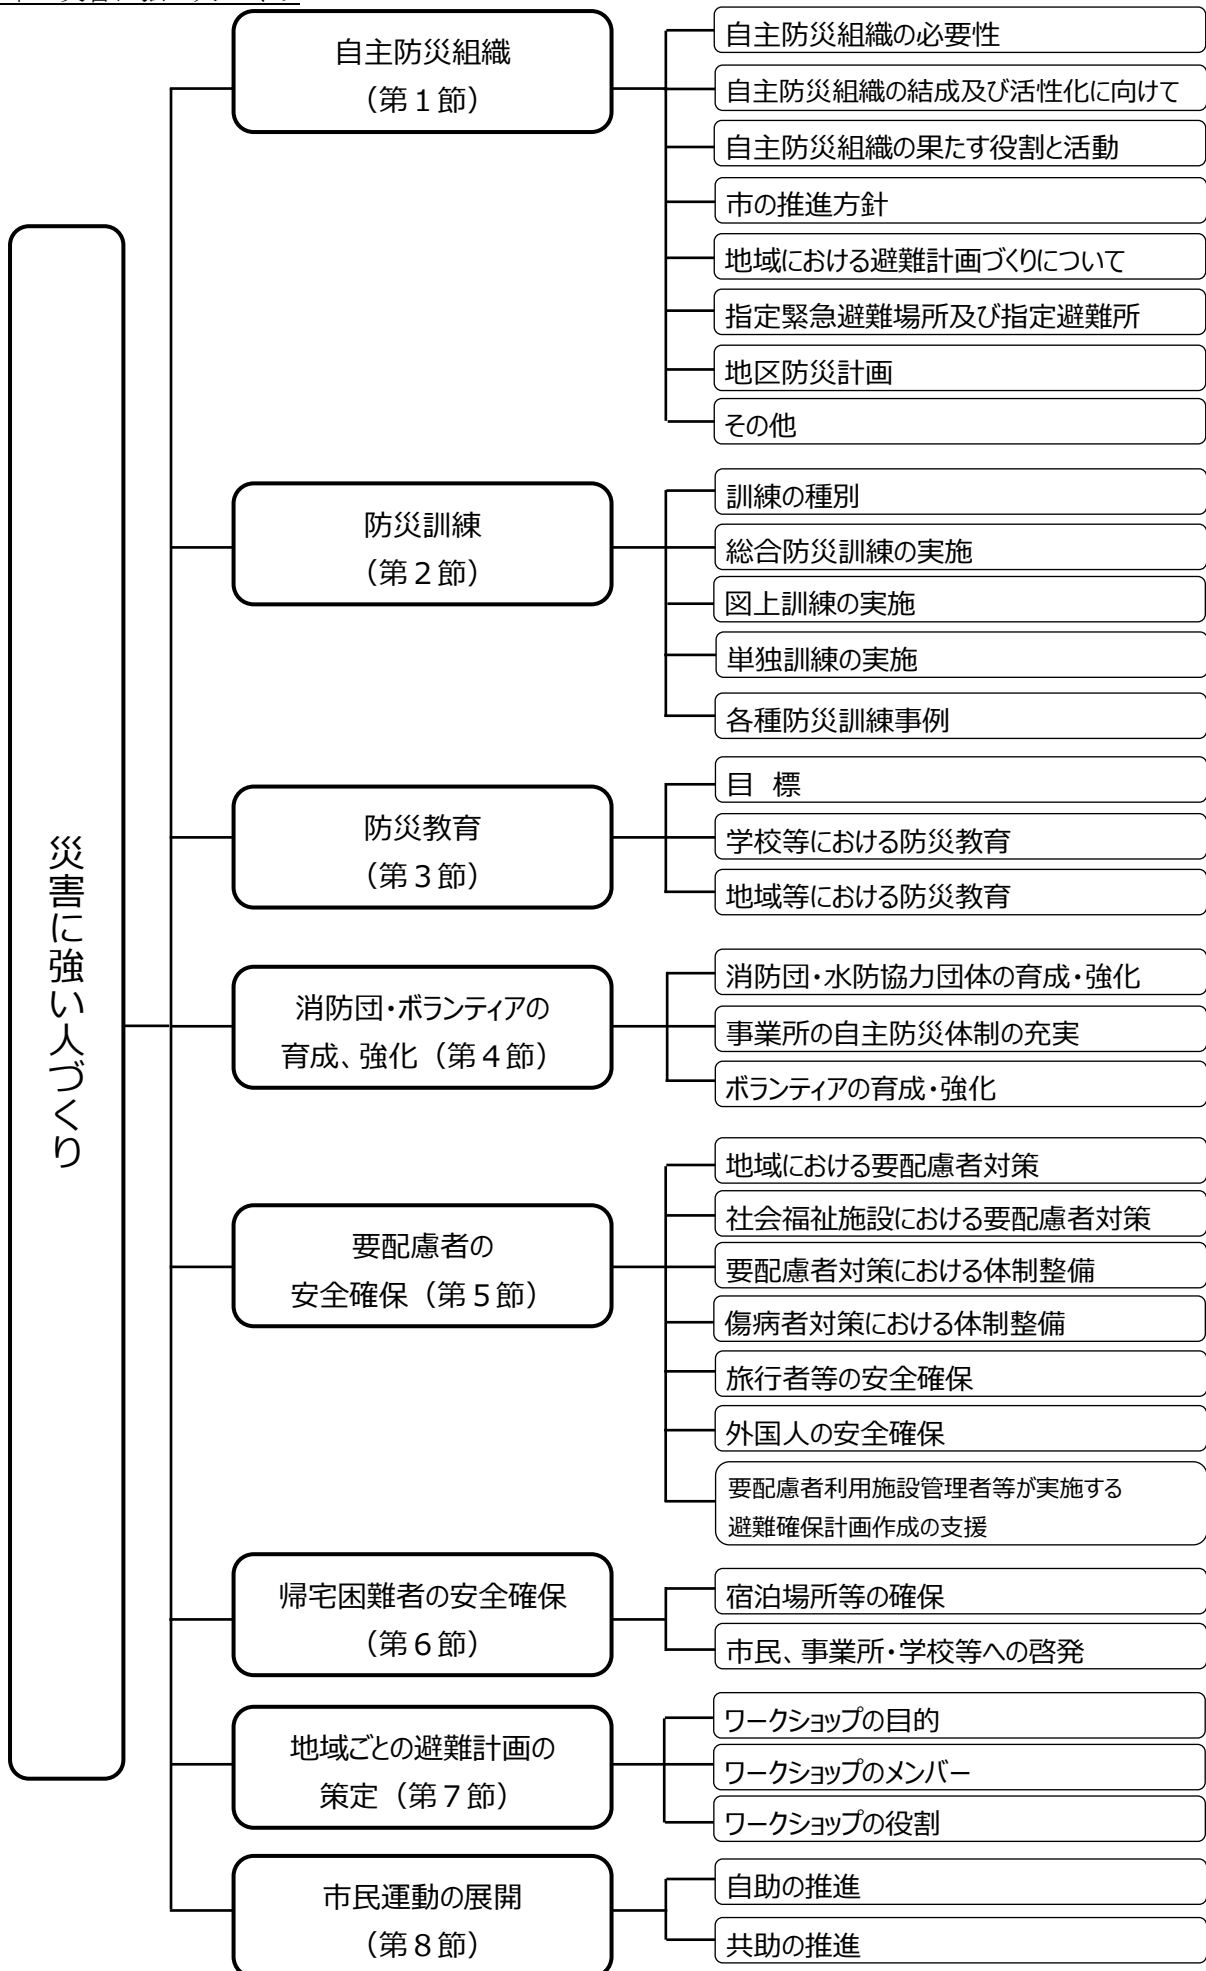 災害に強い人づくり
自主防災組織
（第１節）
自主防災組織の必要性
自主防災組織の結成及び活性化に向けて
自主防災組織の果たす役割と活動
市の推進方針
地域における避難計画づくりについて
指定緊急避難場所及び指定避難所
地区防災計画
その他
防災訓練
（第２節）
訓練の種別
総合防災訓練の実施
図上訓練の実施
単独訓練の実施
各種防災訓練事例
防災教育
（第３節）
目　標
学校等における防災教育
地域等における防災教育
消防団・ボランティアの
育成、強化（第４節）
消防団・水防協力団体の育成・強化
事業所の自主防災体制の充実
ボランティアの育成・強化
要配慮者の
安全確保（第５節）
地域における要配慮者対策
社会福祉施設における要配慮者対策
要配慮者対策における体制整備
傷病者対策における体制整備
旅行者等の安全確保
外国人の安全確保
要配慮者利用施設管理者等が実施する
避難確保計画作成の支援
帰宅困難者の安全確保
（第６節）
宿泊場所等の確保
市民、事業所・学校等への啓発
地域ごとの避難計画の
策定（第７節）
ワークショップの目的
ワークショップのメンバー
ワークショップの役割
市民運動の展開
（第８節）
自助の推進
共助の推進